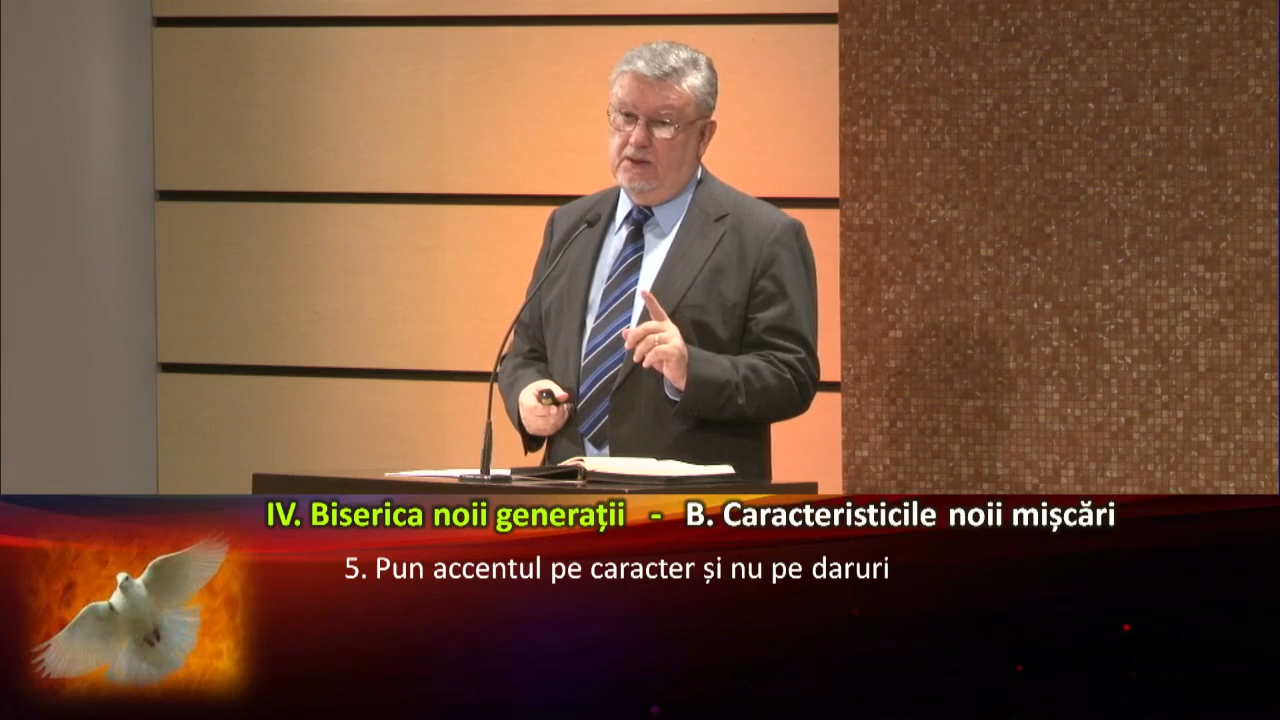 IV. Biserica noii generații - B. Caracteristicile noii mișcări
5. Pun accentul pe caracter și nu pe daruri